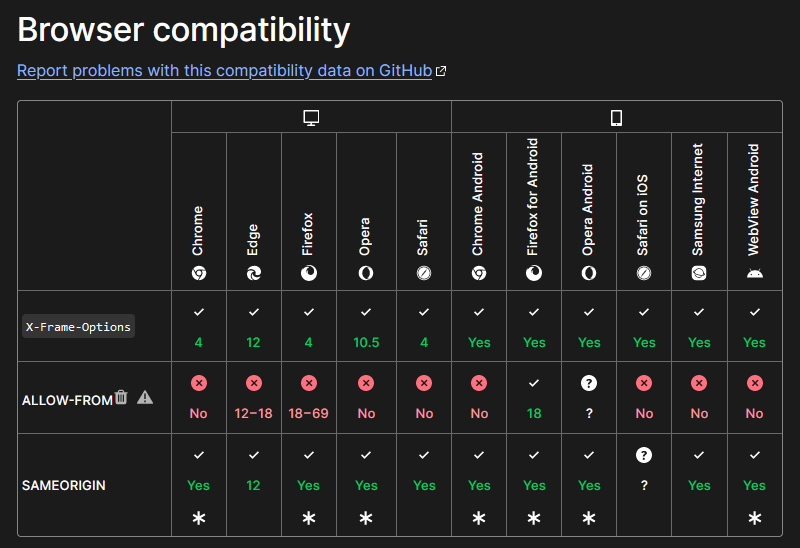 Browser compatibility
Report problems with this compatibility data on GitHub
Chrome Edge Firefox Opera Safari Chrome Android Firefox for Android Opera Android Safari on iOS Samsung Internet WebView Android
X-Frame-Options
4 12 4 10.5 4 Yes Yes Yes Yes Yes Yes
ALLOW-FROM
No 12–18 18–69 No No No 18 ? No No No
SAMEORIGIN
Yes 12 Yes Yes Yes Yes Yes Yes ? Yes Yes
* * * * * * *